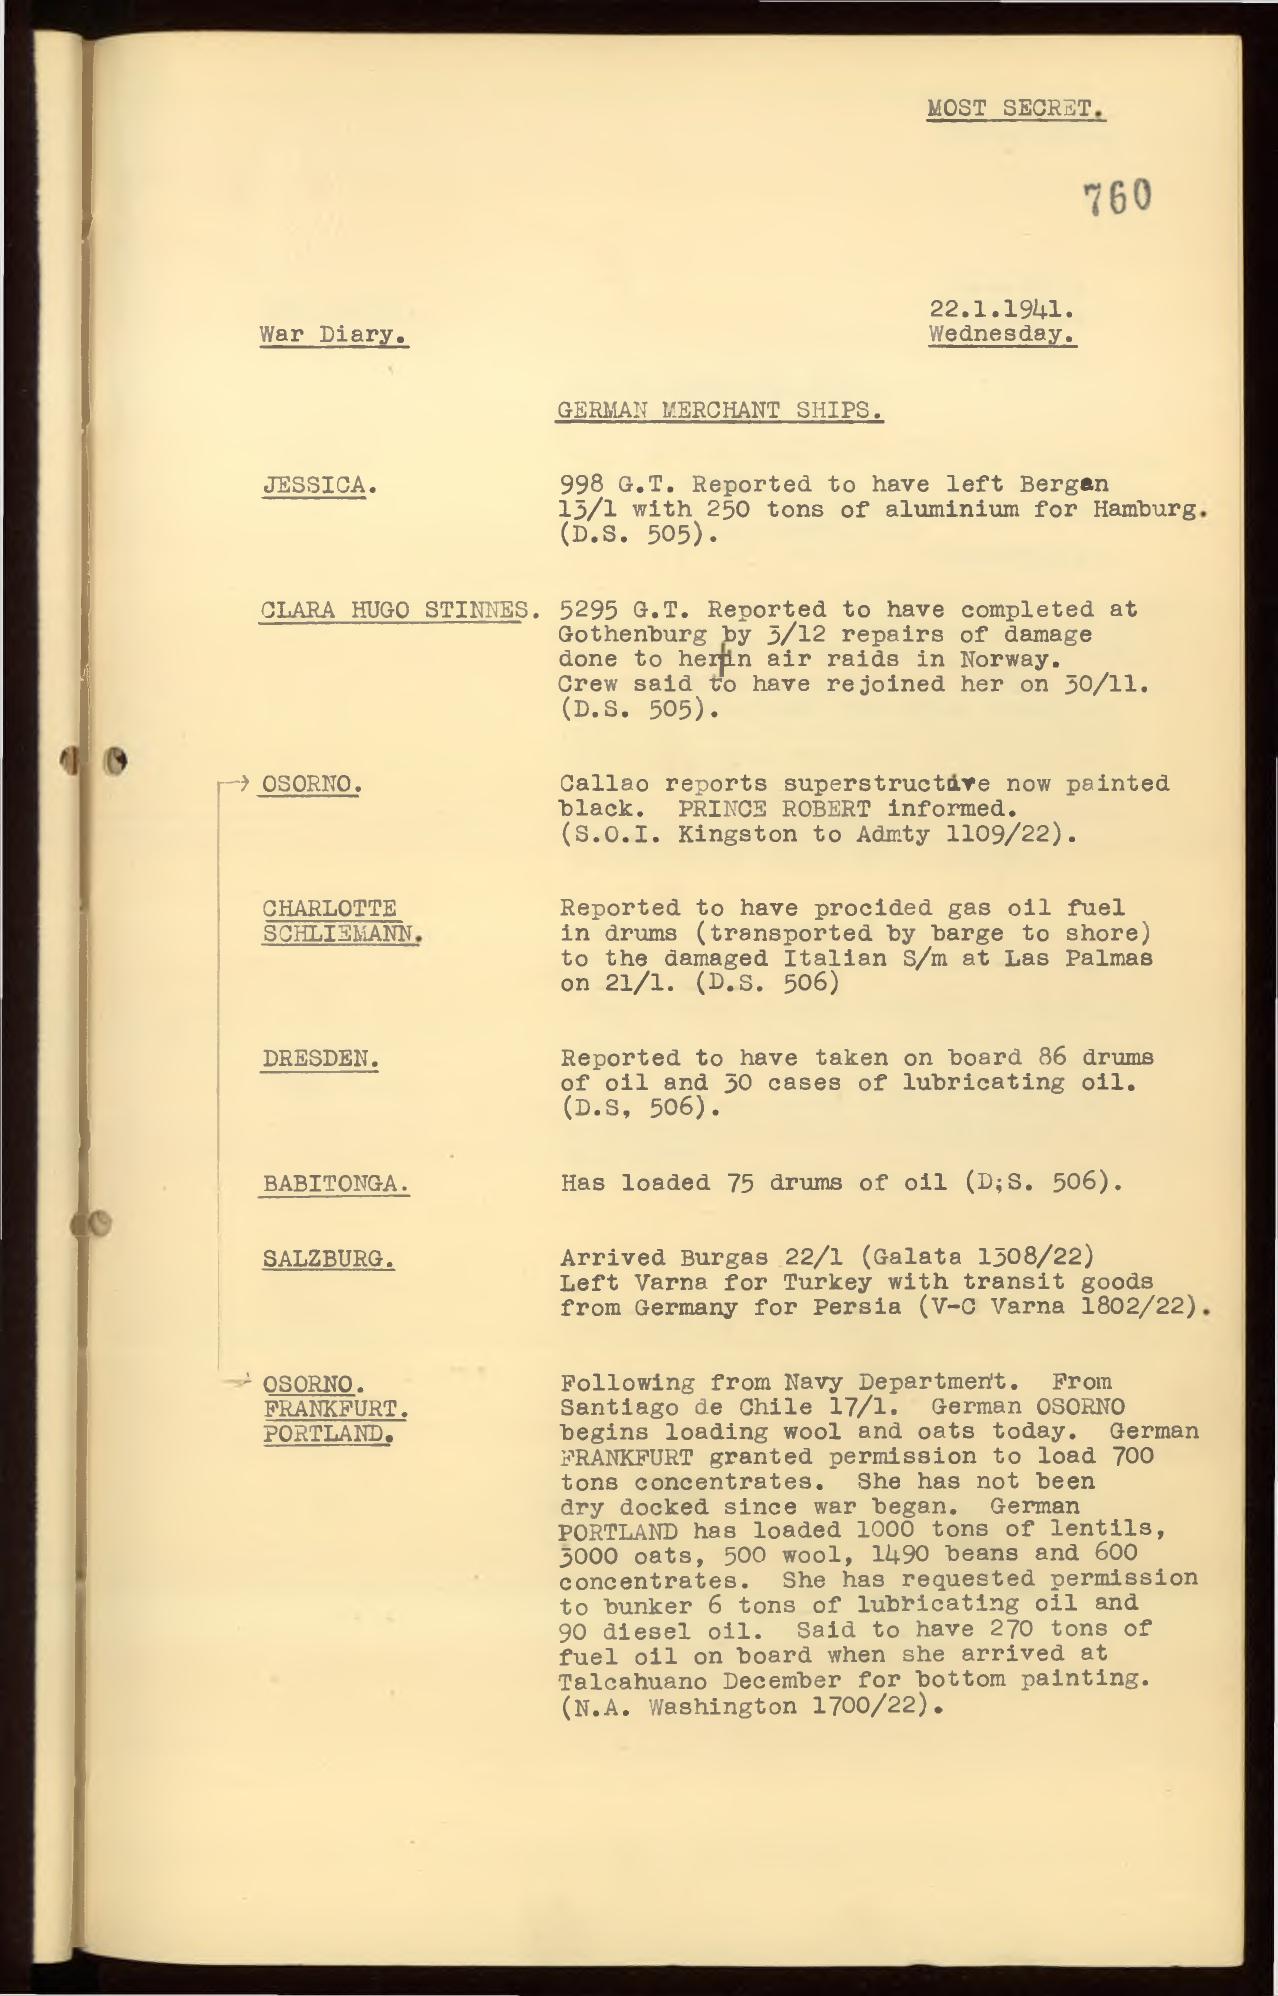 MOST SECRET.
760
22.1.1941.
War Diary.
Wednesday.
GERMAN MERCHANT SHIPS.
JESSICA. 998 G.T. Reported to have left Bergen
13/1 with 250 tons of aluminium for Hamburg.
(D.S. 505).
CLARA HUGO STINNES. 5295 G.T. Reported to have completed at
Gothenburg by 3/12 repairs of damage
done to her in air raids in Norway.
Crew said to have rejoined her on 30/11.
(D.S. 505).
OSORNO. Callao reports superstructure now painted
black. PRINCE ROBERT informed.
(S.O.I. Kingston to Admty 1109/22).
CHARLOTTE Reported to have procided gas oil fuel
SCHLIEMANN. in drums (transported by barge to shore)
to the damaged Italian S/m at Las Palmas
on 21/1. (D.S. 506)
DRESDEN. Reported to have taken on board 86 drums
of oil and 30 cases of lubricating oil.
(D.S, 506).
BABITONGA. Has loaded 75 drums of oil (D;S. 506).
SALZBURG. Arrived Burgas 22/1 (Galata 1308/22)
Left Varna for Turkey with transit goods
from Germany for Persia (V-C Varna 1802/22).
OSORNO. Following from Navy Department. From
FRANKFURT. Santiago de Chile 17/1. German OSORNO
PORTLAND. begins loading wool and oats today. German
FRANKFURT granted permission to load 700
tons concentrates. She has not been
dry docked since war began. German
PORTLAND has loaded 1000 tons of lentils,
3000 oats, 500 wool, 1490 beans and 600
concentrates. She has requested permission
to bunker 6 tons of lubricating oil and
90 diesel oil. Said to have 270 tons of
fuel oil on board when she arrived at
Talcahuano December for bottom painting.
(N.A. Washington 1700/22).